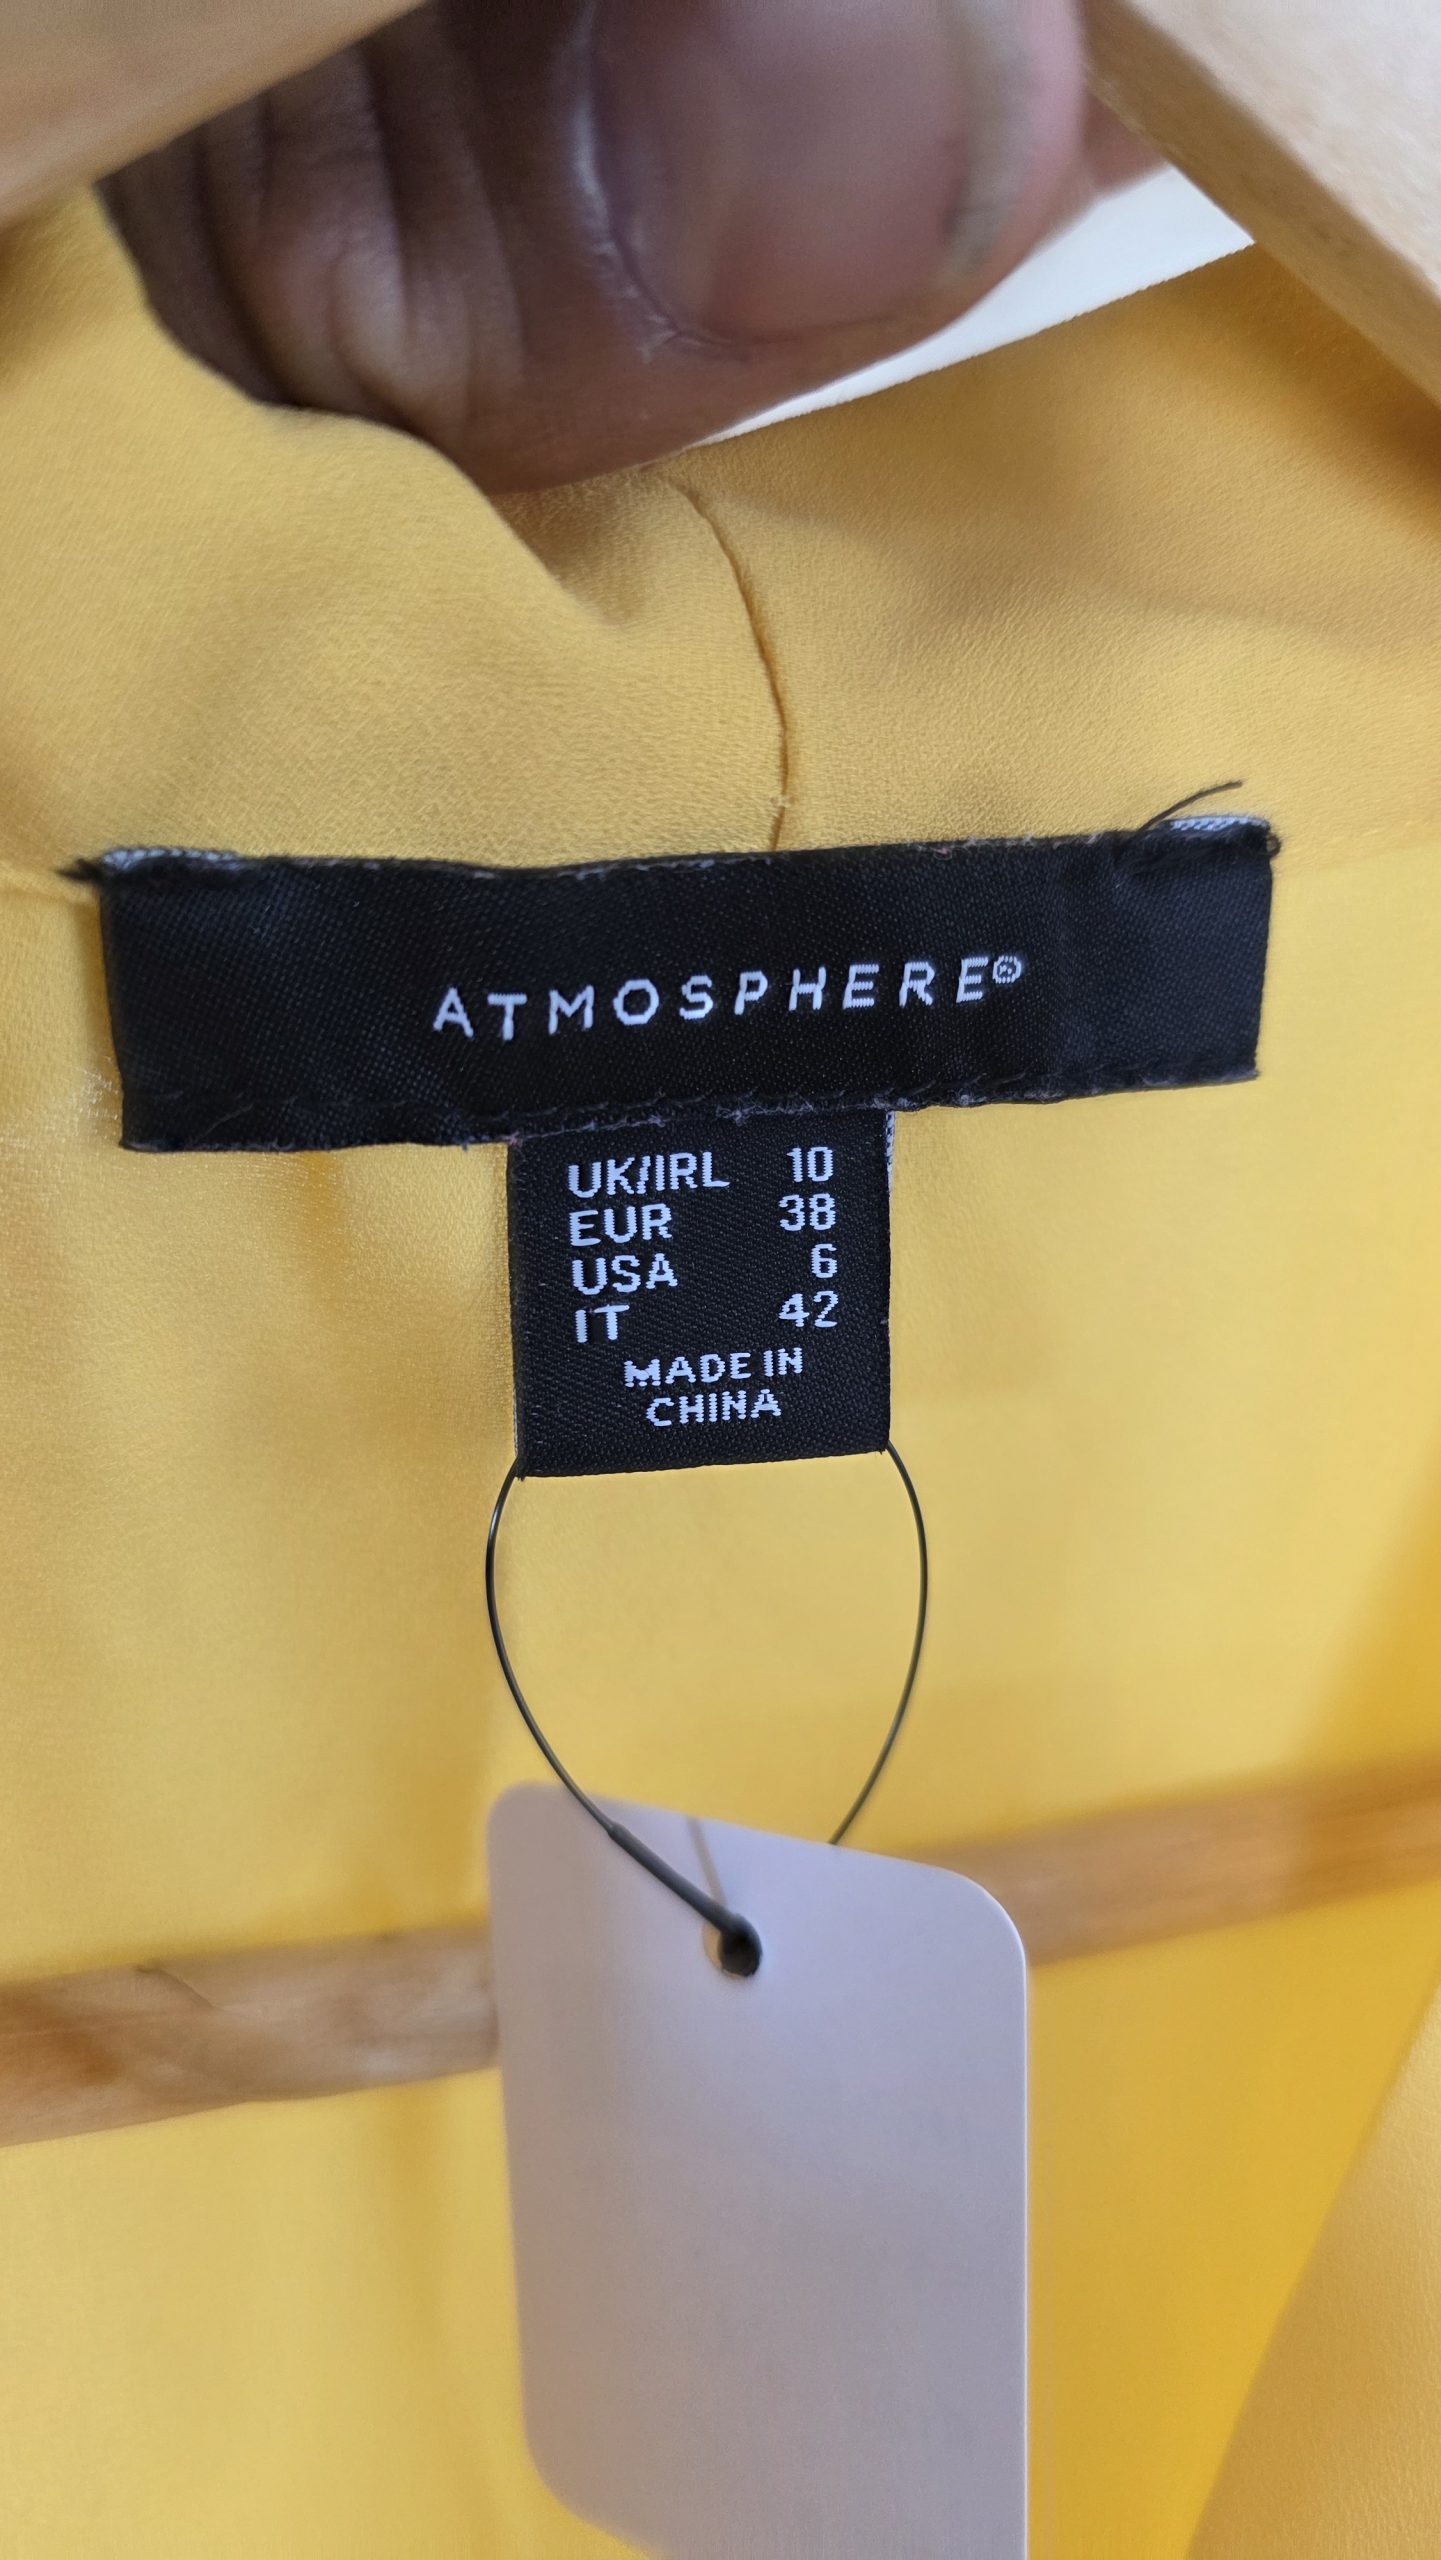 ATMOSPHERE®
UK/IRL 10
EUR 38
USA 6
IT 42
MADE IN
CHINA